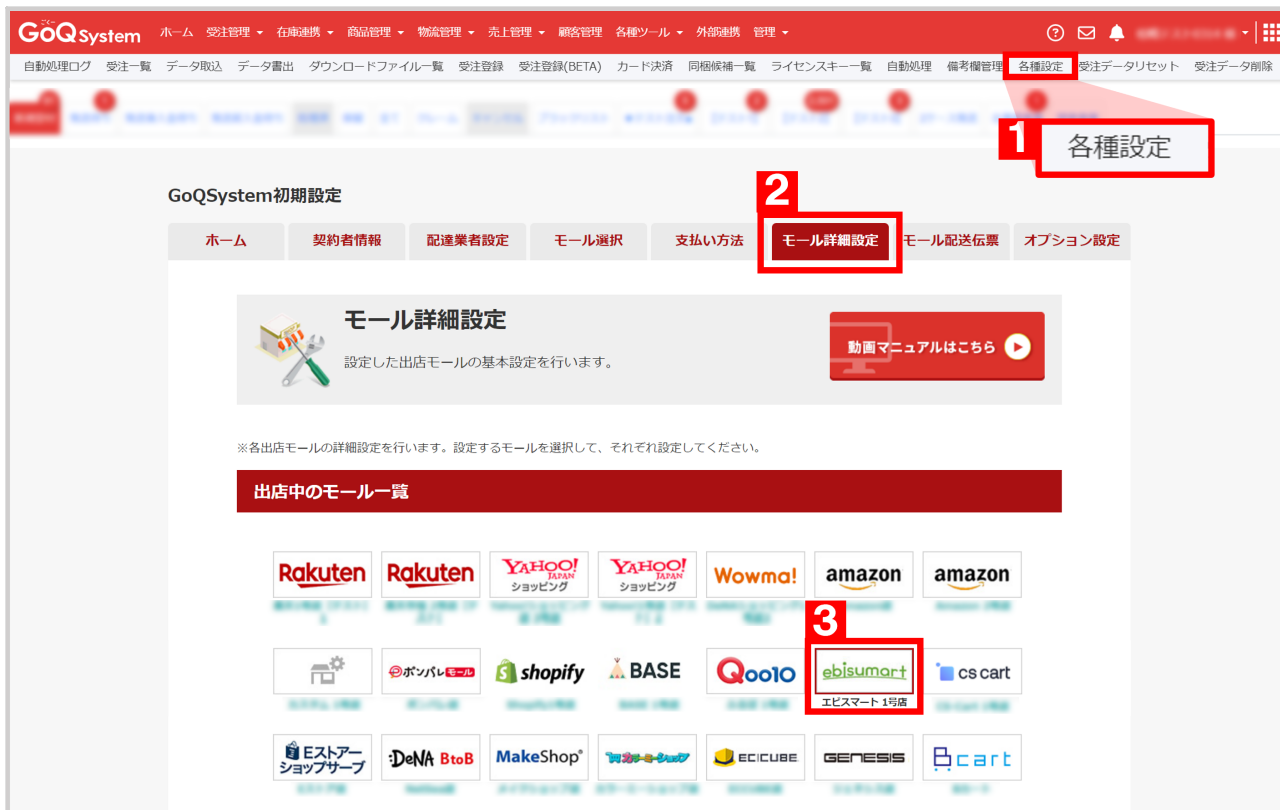 GoQSystem ホーム 受注管理 在庫連携 商品管理 物流管理 売上管理 顧客管理 各種ツール 外部連携 管理
自動処理ログ 受注一覧 データ取込 データ書出 ダウンロードファイル一覧 受注登録 受注登録(BETA) カード決済 同梱候補一覧 ライセンスキー一覧 自動処理 備考欄管理 各種設定 受注データリセット 受注データ削除
1 各種設定
GoQSystem初期設定
2
ホーム 契約者情報 配達業者設定 モール選択 支払い方法 モール詳細設定 モール配送伝票 オプション設定
モール詳細設定
設定した出店モールの基本設定を行います。
動画マニュアルはこちら
※各出店モールの詳細設定を行います。設定するモールを選択して、それぞれ設定してください。
出店中のモール一覧
Rakuten Rakuten YAHOO! JAPAN ショッピング YAHOO! JAPAN ショッピング Wowma! amazon amazon
3
ポンパレモール shopify BASE Qoo10 ebisumart cs cart
エビスマート 1号店
Eストアーショップサーブ :DeNA BtoB MakeShop カラーミーショップ ECCUBE GENESIS Bcart